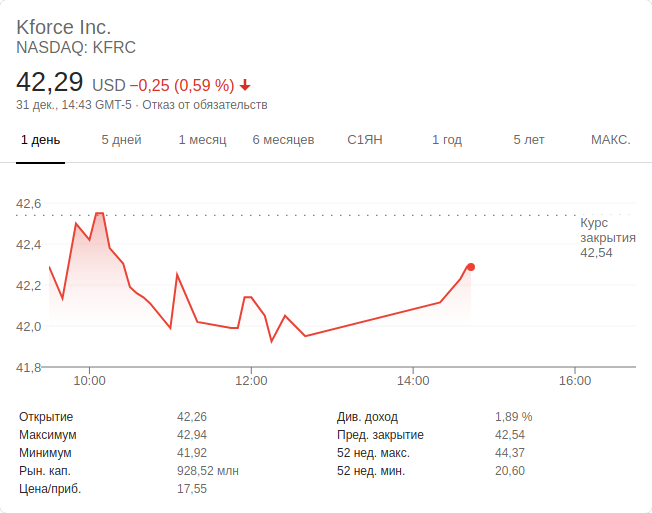 Kforce Inc.
NASDAQ: KFRC
42,29 USD −0,25 (0,59 %)
31 дек., 14:43 GMT-5 · Отказ от обязательств
1 день 5 дней 1 месяц 6 месяцев С1ЯН 1 год 5 лет МАКС.
42,6
Курс
закрытия
42,54
42,4
42,2
42,0
41,8
10:00 12:00 14:00 16:00
Открытие 42,26 Див. доход 1,89 %
Максимум 42,94 Пред. закрытие 42,54
Минимум 41,92 52 нед. макс. 44,37
Рын. кап. 928,52 млн 52 нед. мин. 20,60
Цена/приб. 17,55